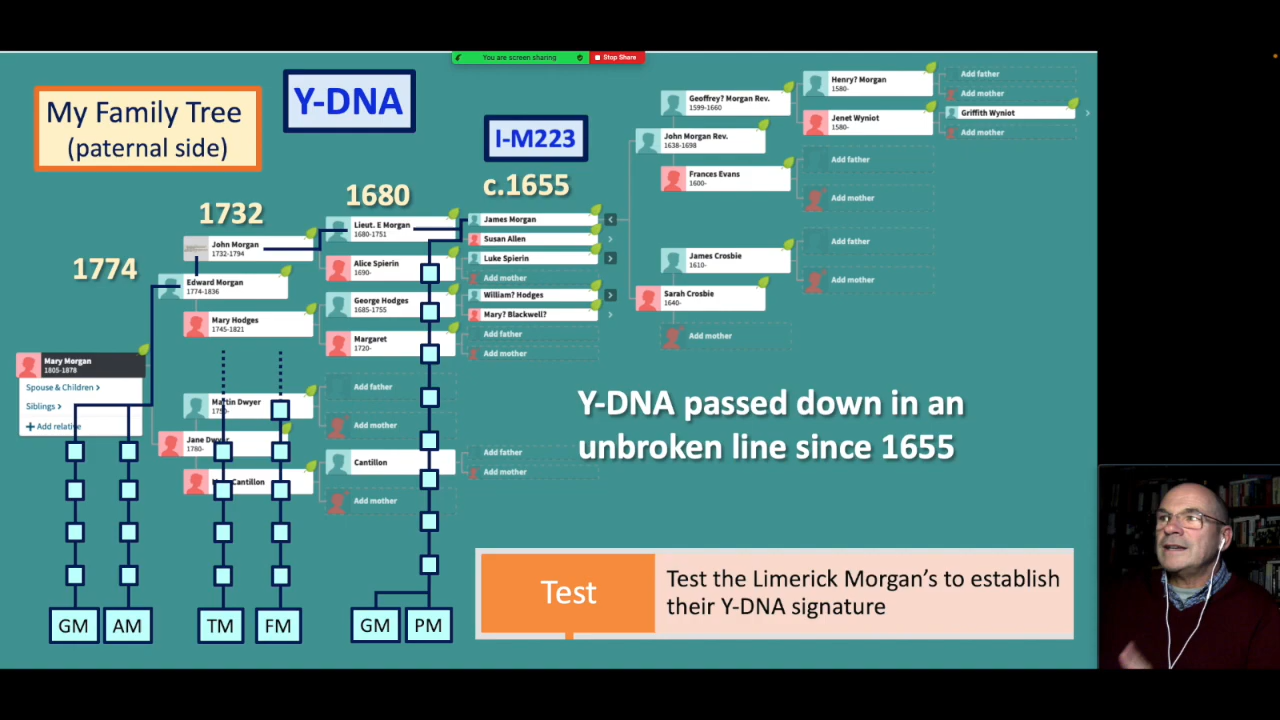 You are screen sharing
Stop Share
My Family Tree
(paternal side)
Y-DNA
I-M223
c.1655
1680
1732
1774
Mary Morgan
1805-1878
Spouse & Children >
Siblings >
+ Add relative
Edward Morgan
1774-1836
John Morgan
1732-1794
Mary Hodges
1745-1821
Martin Dwyer
Jane Dwyer
1780-
Cantillon
Lieut. E Morgan
1680-1751
Alice Spierin
1690-
George Hodges
1685-1755
Margaret
1720-
Add father
Add mother
Cantillon
Add mother
James Morgan
Susan Allen
Luke Spierin
Add mother
William? Hodges
Mary? Blackwell?
Add father
Add mother
Add father
Add mother
John Morgan Rev.
1638-1698
Sarah Crosbie
1640-
Geoffrey? Morgan Rev.
1599-1660
Frances Evans
1600-
James Crosbie
1610-
Add mother
Henry? Morgan
1580-
Jenet Wyniot
1580-
Add father
Add mother
Add father
Add mother
Add father
Add mother
Griffith Wyniot
Add mother
Y-DNA passed down in an
unbroken line since 1655
Test
Test the Limerick Morgan's to establish
their Y-DNA signature
GM
AM
TM
FM
GM
PM